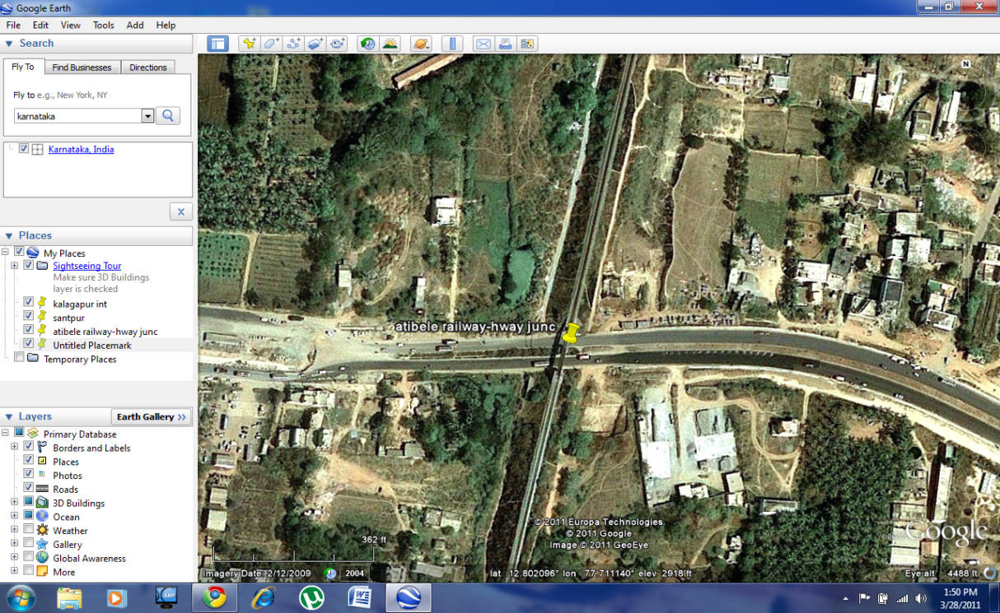 Google Earth
File Edit View Tools Add Help
Search
Fly To Find Businesses Directions
Fly to e.g., New York, NY
karnataka
Karnataka, India
Places
My Places
Sightseeing Tour
Make sure 3D Buildings
layer is checked
kalagapur int
santpur
atibele railway-hway junc
Untitled Placemark
Temporary Places
Layers
Earth Gallery >>
Primary Database
Borders and Labels
Places
Photos
Roads
3D Buildings
Ocean
Weather
Gallery
Global Awareness
More
N
atibele railway-hway junc
© 2011 Europa Technologies
© 2011 Google
Image © 2011 GeoEye
Google
362 ft
Imagery Date: 2/12/2009 2004
lat 12.802096° lon 77.711140° elev 2918 ft
Eye alt 4488 ft
KMP
W
1:50 PM
3/28/2011